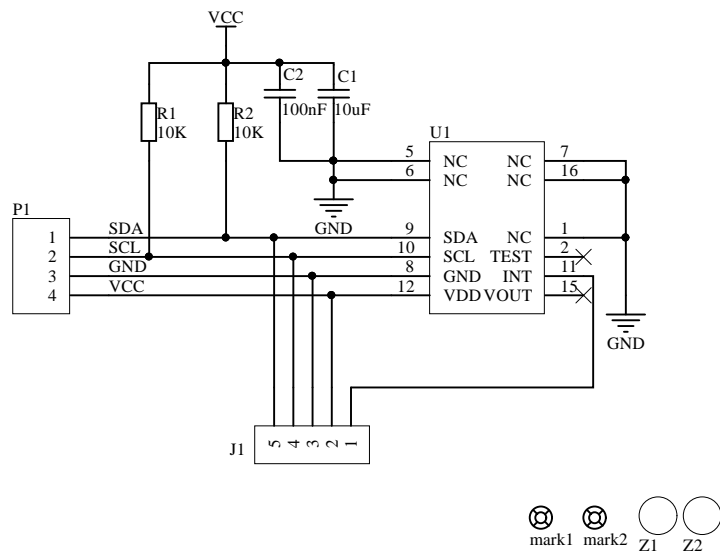 VCC
C2 C1
R1 R2 100nF 10uF
10K 10K
U1
5 NC NC 7
6 NC NC 16
P1
1 SDA GND 9 SDA NC 1
2 SCL 10 SCL TEST 2
3 GND 8 GND INT 11
4 VCC 12 VDD VOUT 15
GND
J1 5 4 3 2 1
mark1 mark2 Z1 Z2